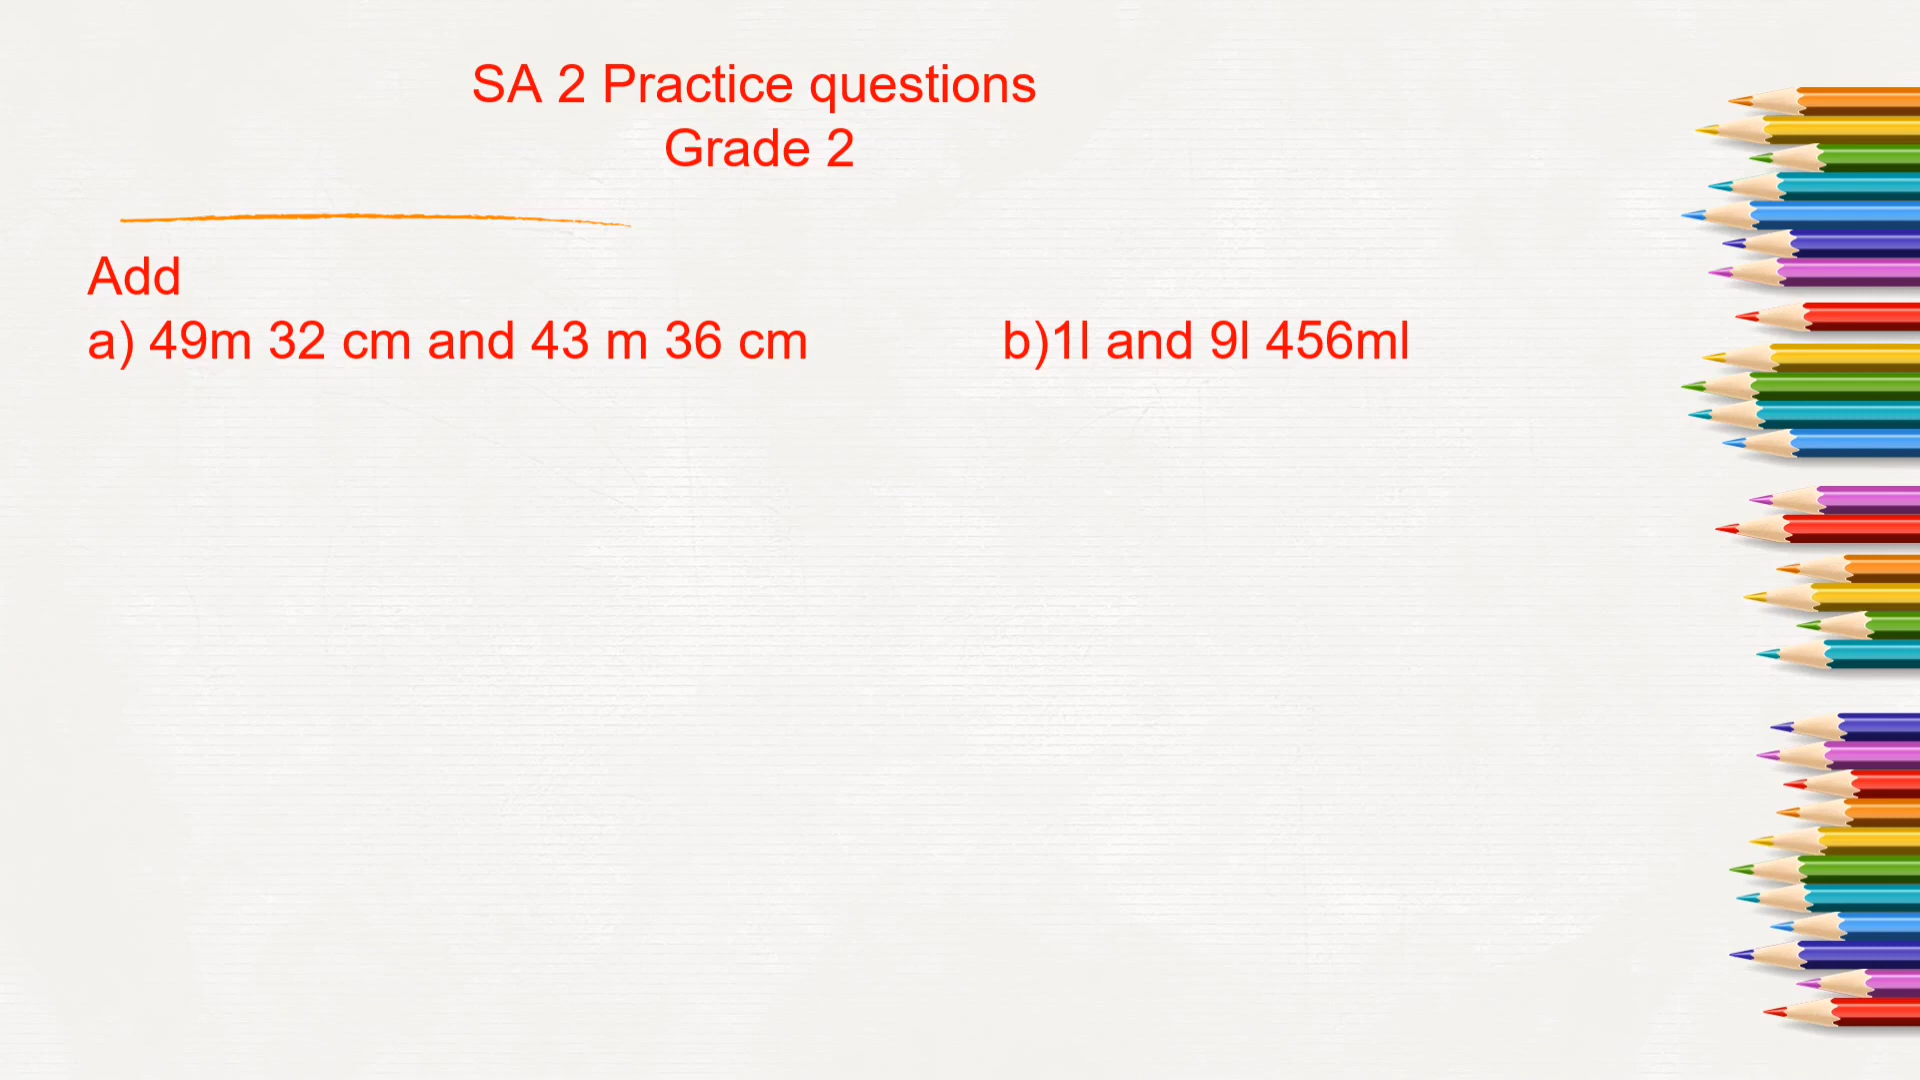 SA 2 Practice questions
Grade 2
Add
a) 49m 32 cm and 43 m 36 cm b)1l and 9l 456ml